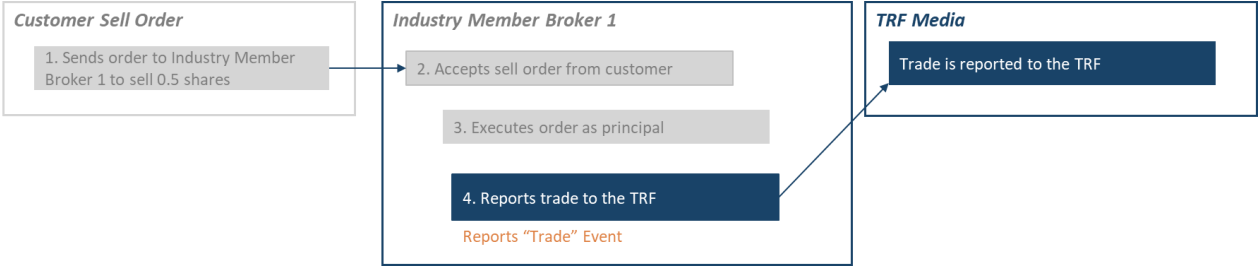 Customer Sell Order
1. Sends order to Industry Member
Broker 1 to sell 0.5 shares
Industry Member Broker 1
2. Accepts sell order from customer
3. Executes order as principal
4. Reports trade to the TRF
Reports “Trade” Event
TRF Media
Trade is reported to the TRF